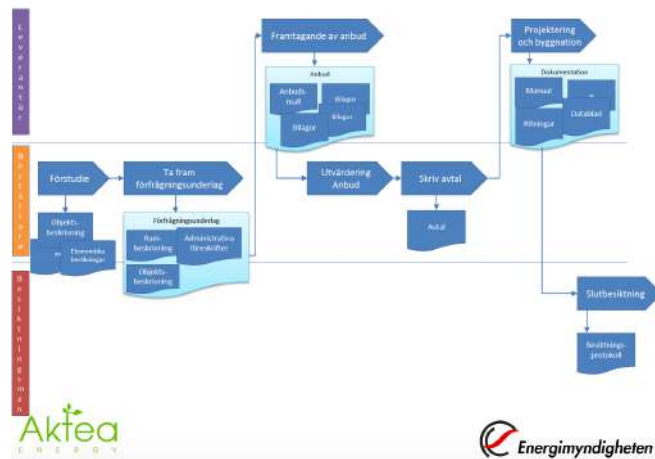 Leverantör
Framtagande av anbud
Projektering
och byggnation
Anbud
Anbuds-
mall
Bilagor
Bilagor
Bilagor
Dokumentation
Manual
...
Ritningar
Datablad
Beställare
Förstudie
Ta fram
förfrågningsunderlag
Utvärdering
Anbud
Skriv avtal
Objekts-
beskrivning
...
Ekonomiska
beräkningar
Förfrågningsunderlag
Ram-
beskrivning
Administrativa
föreskrifter
Objekts-
beskrivning
Avtal
Besiktningsman
Slutbesiktning
Besiktnings-
protokoll
Aktea
ENERGY
Energimyndigheten